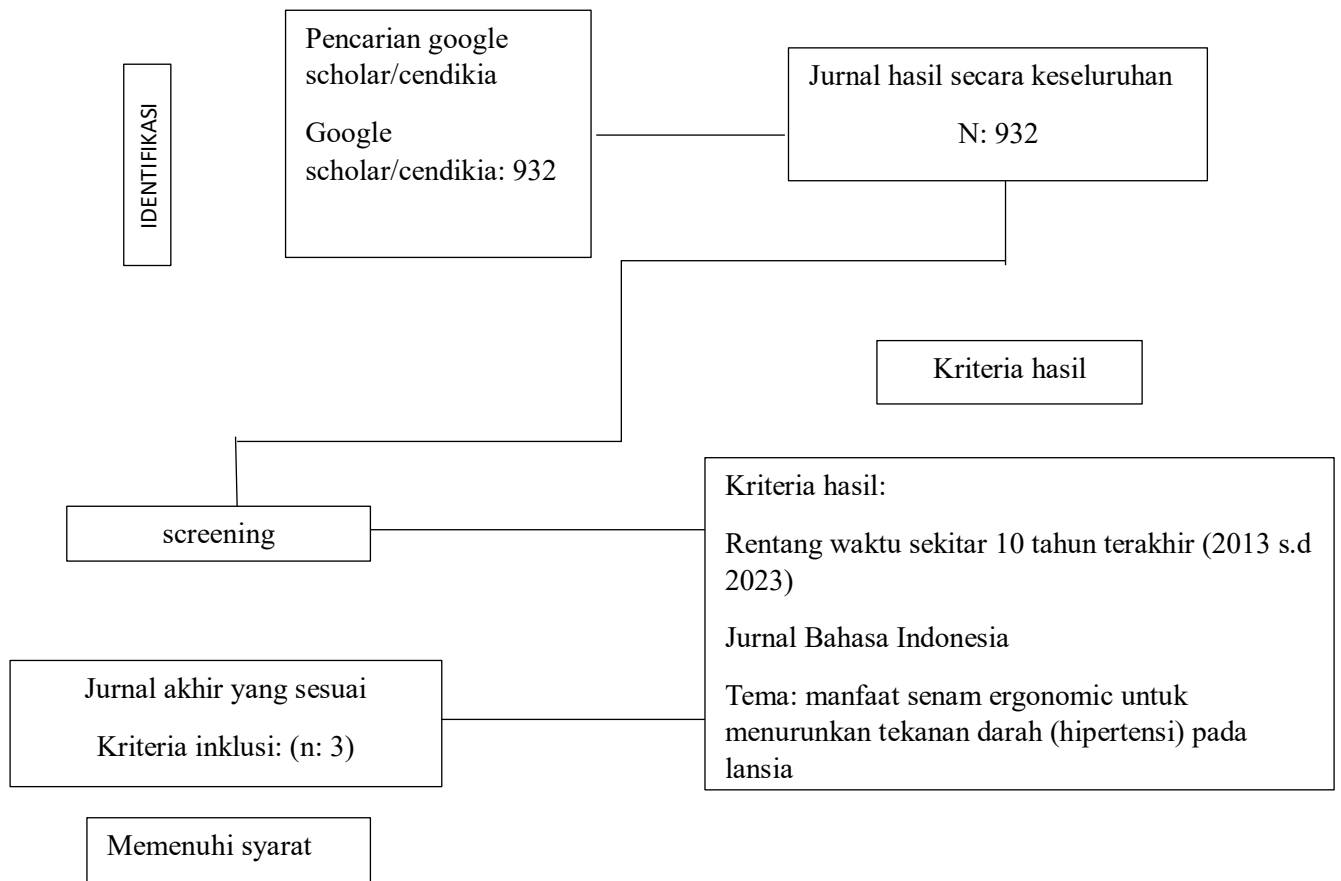 IDENTIFIKASI
Pencarian google
scholar/cendikia
Google
scholar/cendikia: 932
Jurnal hasil secara keseluruhan
N: 932
Kriteria hasil
screening
Kriteria hasil:
Rentang waktu sekitar 10 tahun terakhir (2013 s.d
2023)
Jurnal Bahasa Indonesia
Tema: manfaat senam ergonomic untuk
menurunkan tekanan darah (hipertensi) pada
lansia
Jurnal akhir yang sesuai
Kriteria inklusi: (n: 3)
Memenuhi syarat